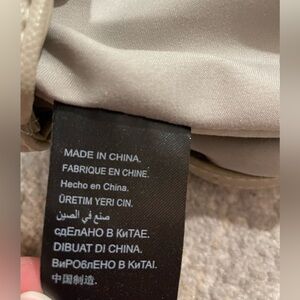 MADE IN CHINA.
FABRIQUE EN CHINE.
Hecho en China.
ÜRETIM YERI CIN.
صنع في الصين
сдЕлАНО В КиТАЕ.
DIBUAT DI CHINA.
ВиРОблЕНО В КиТАІ.
中国制造.